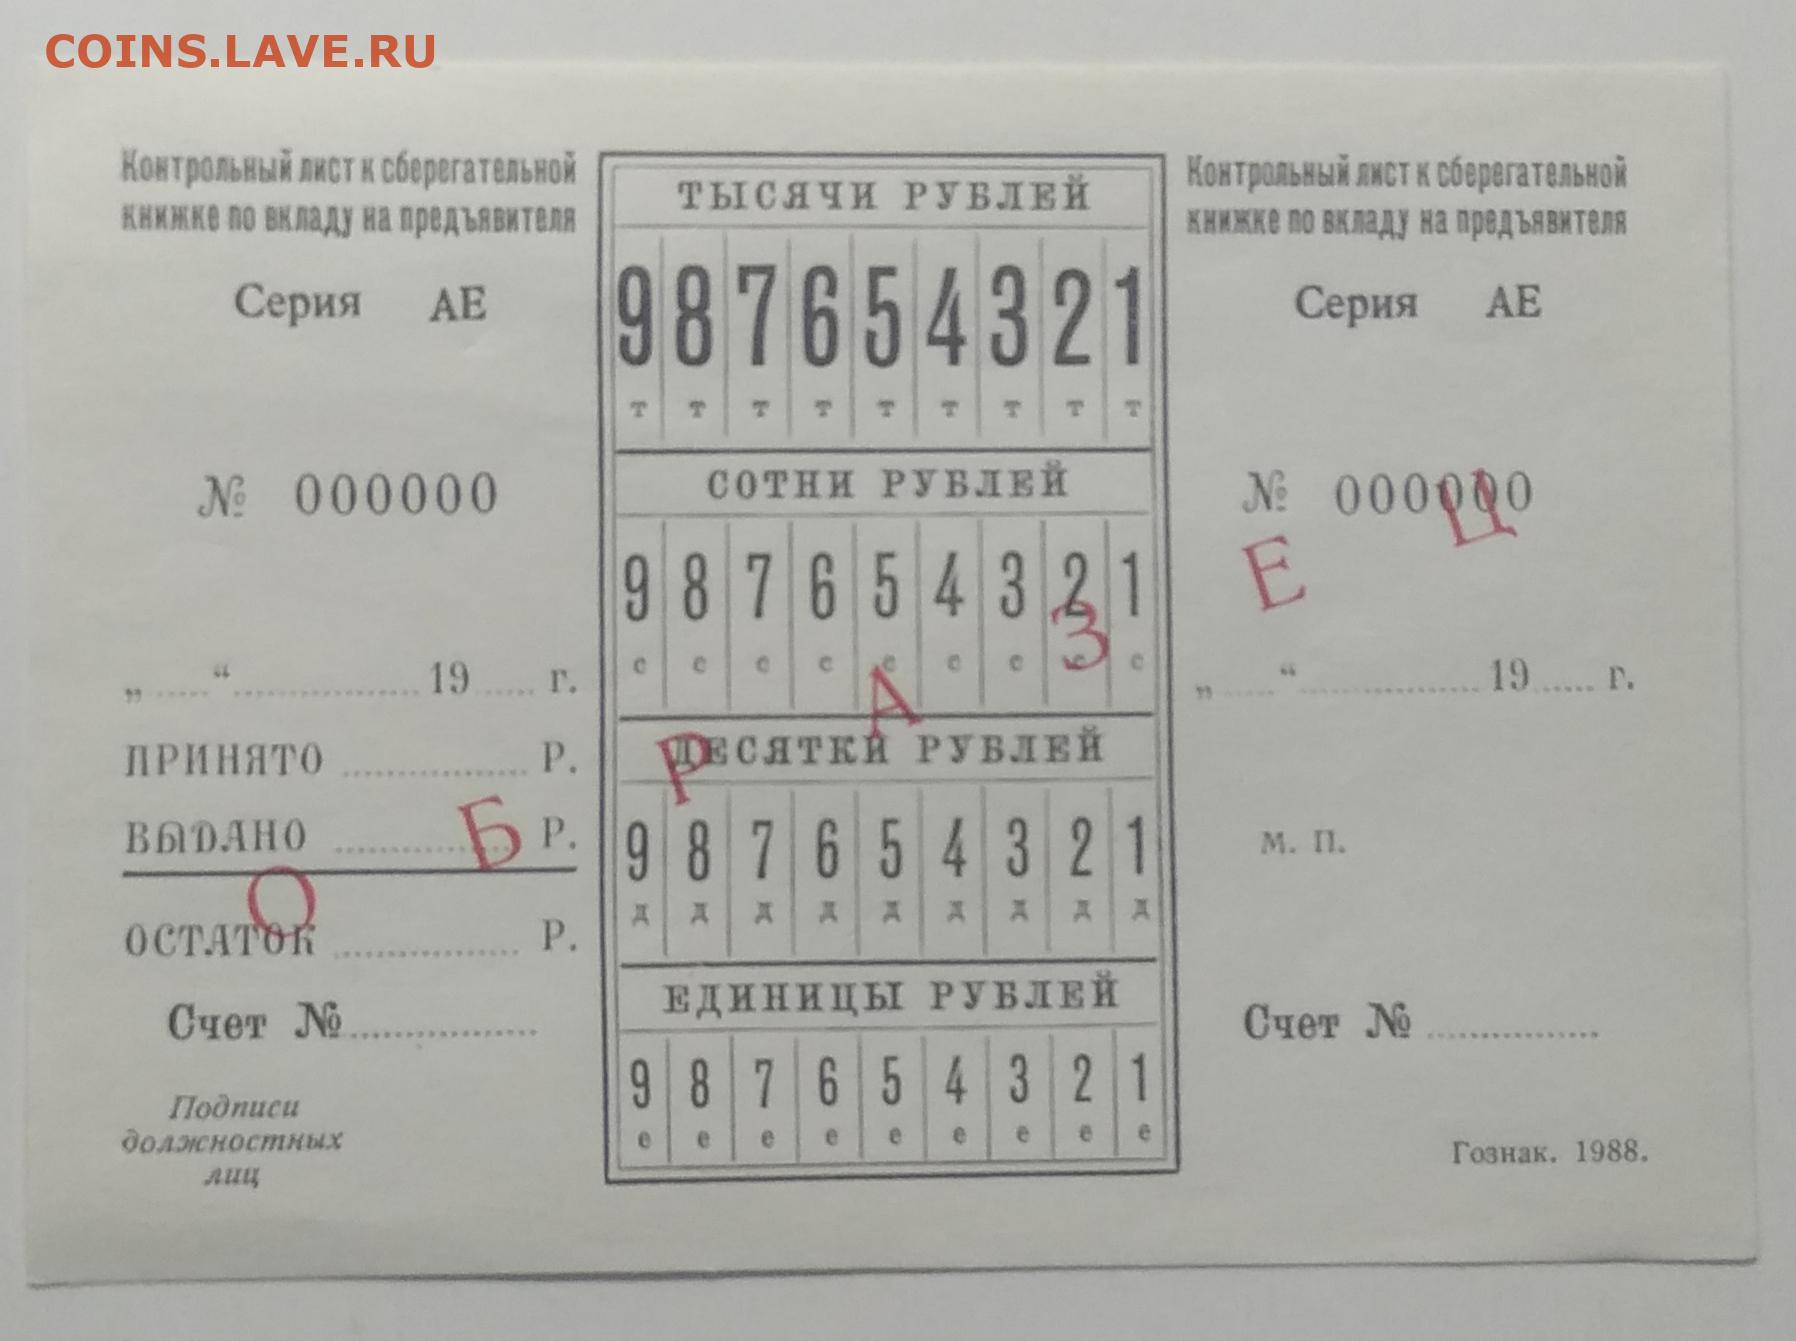 COINS.LAVE.RU
Контрольный лист к сберегательной
книжке по вкладу на предъявителя
Серия АЕ
№ 000000
„ “ 19 г.
ПРИНЯТО Р.
ВЫДАНО Р.
ОСТАТОК Р.
Счет №
Подписи
должностных
лиц
ТЫСЯЧИ РУБЛЕЙ
9 8 7 6 5 4 3 2 1
т т т т т т т т т
СОТНИ РУБЛЕЙ
9 8 7 6 5 4 3 2 1
с с с с с с с с с
ДЕСЯТКИ РУБЛЕЙ
9 8 7 6 5 4 3 2 1
д д д д д д д д д
ЕДИНИЦЫ РУБЛЕЙ
9 8 7 6 5 4 3 2 1
е е е е е е е е е
Контрольный лист к сберегательной
книжке по вкладу на предъявителя
Серия АЕ
№ 000000
„ “ 19 г.
м. п.
Счет №
Гознак. 1988.
ОБРАЗЕЦ